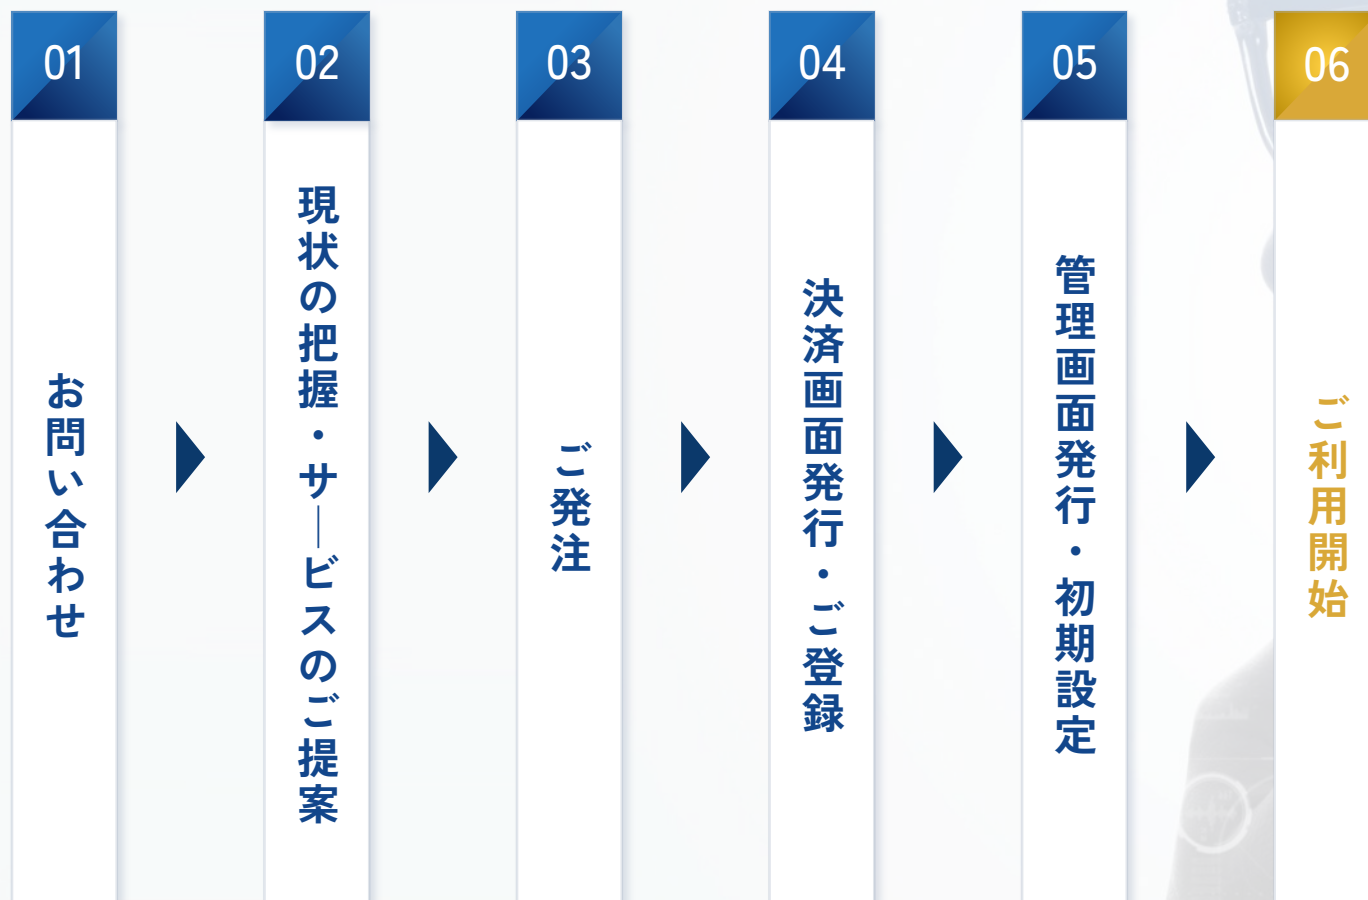 01
お問い合わせ
02
現状の把握・サービスのご提案
03
ご発注
04
決済画面発行・ご登録
05
管理画面発行・初期設定
06
ご利用開始